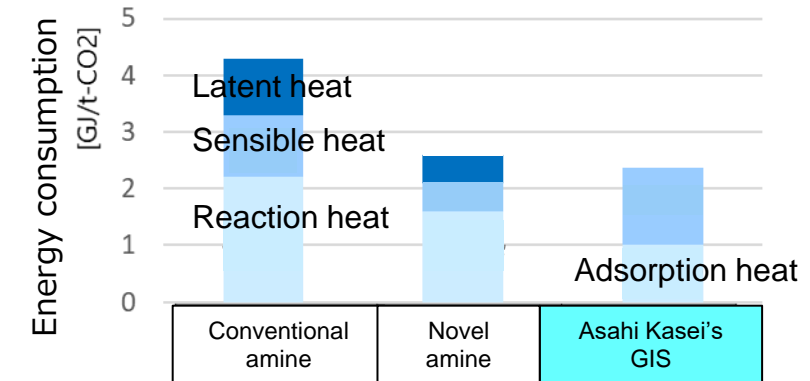 Energy consumption
[GJ/t-CO2]
5
4
3
2
1
0
Latent heat
Sensible heat
Reaction heat
Adsorption heat
Conventional
amine
Novel
amine
Asahi Kasei's
GIS